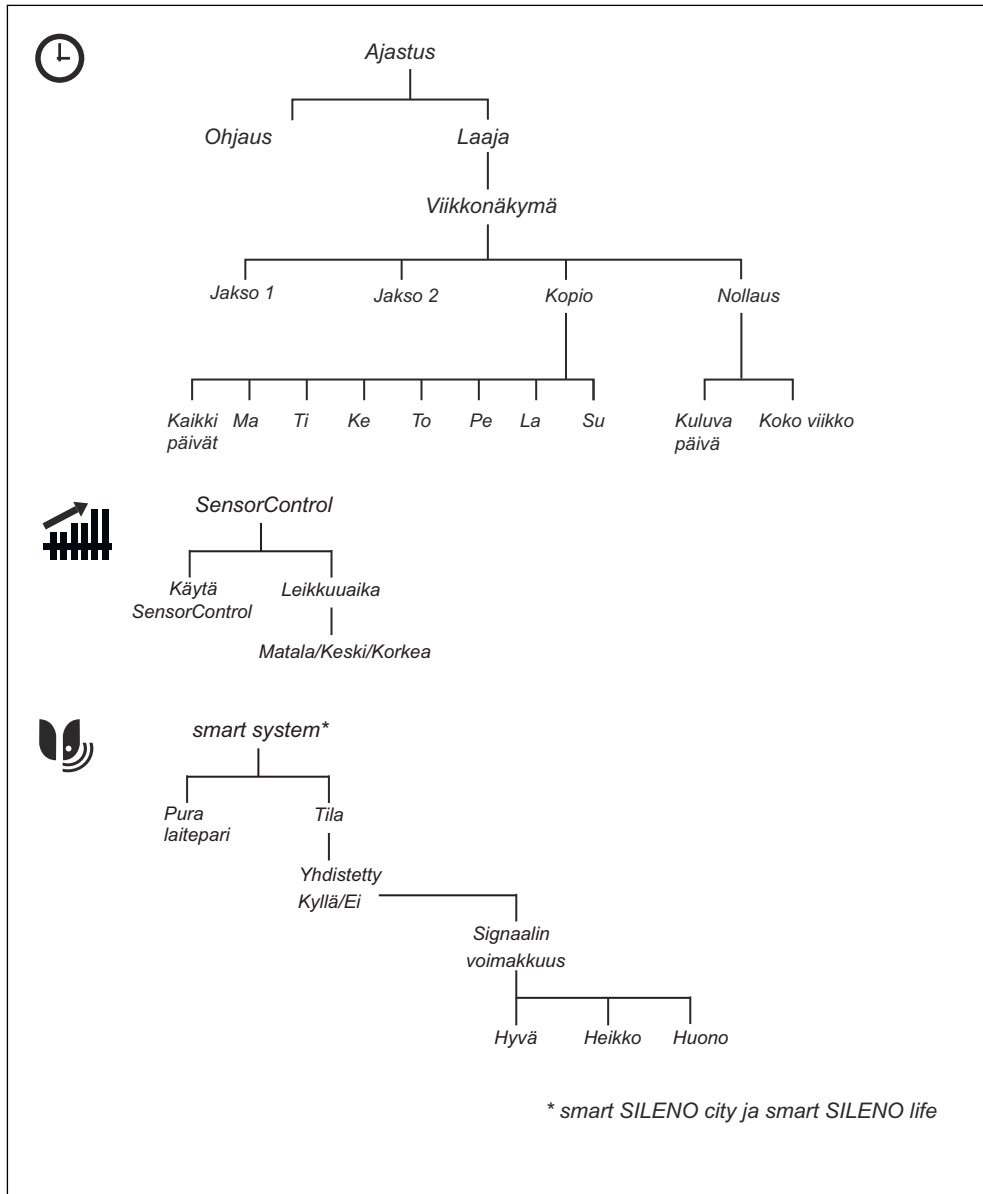 Ajastus
Ohjaus
Laaja
Viikkonäkymä
Jakso 1
Jakso 2
Kopio
Nollaus
Kaikki
päivät
Ma
Ti
Ke
To
Pe
La
Su
Kuluva
päivä
Koko viikko
SensorControl
Käytä
SensorControl
Leikkuuaika
Matala/Keski/Korkea
smart system*
Pura
laitepari
Tila
Yhdistetty
Kyllä/Ei
Signaalin
voimakkuus
Hyvä
Heikko
Huono
* smart SILENO city ja smart SILENO life